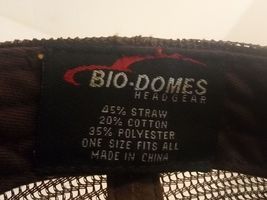 BIO-DOMES
HEADGEAR
45% STRAW
20% COTTON
35% POLYESTER
ONE SIZE FITS ALL
MADE IN CHINA